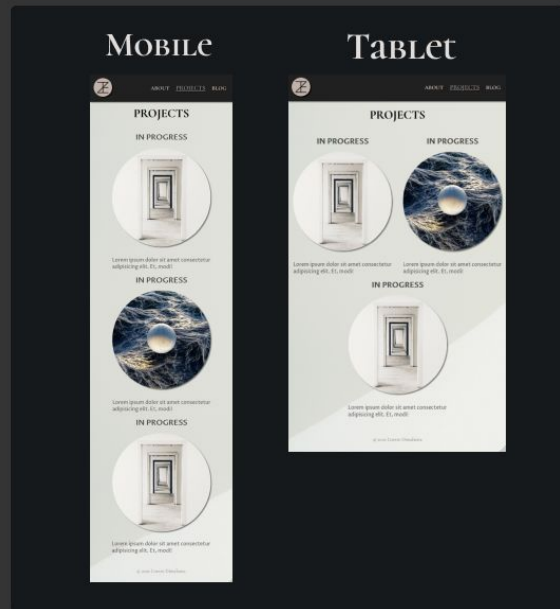 Mobile
ABOUT PROJECTS BLOG
PROJECTS
IN PROGRESS
Lorem ipsum dolor sit amet consectetur
adipisicing elit. Et, modi!
IN PROGRESS
Lorem ipsum dolor sit amet consectetur
adipisicing elit. Et, modi!
IN PROGRESS
Lorem ipsum dolor sit amet consectetur
adipisicing elit. Et, modi!
Tablet
ABOUT PROJECTS BLOG
PROJECTS
IN PROGRESS
Lorem ipsum dolor sit amet consectetur
adipisicing elit. Et, modi!
IN PROGRESS
Lorem ipsum dolor sit amet consectetur
adipisicing elit. Et, modi!
IN PROGRESS
Lorem ipsum dolor sit amet consectetur
adipisicing elit. Et, modi!